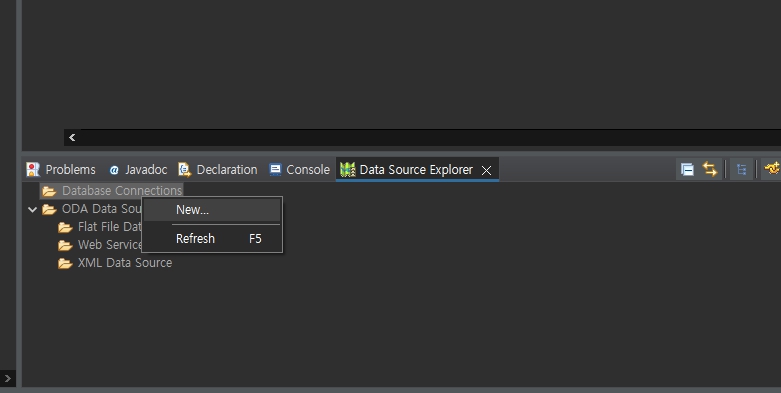 Problems @ Javadoc Declaration Console Data Source Explorer
Database Connections
ODA Data Sou
New...
Flat File Dat
Web Service
Refresh F5
XML Data Source